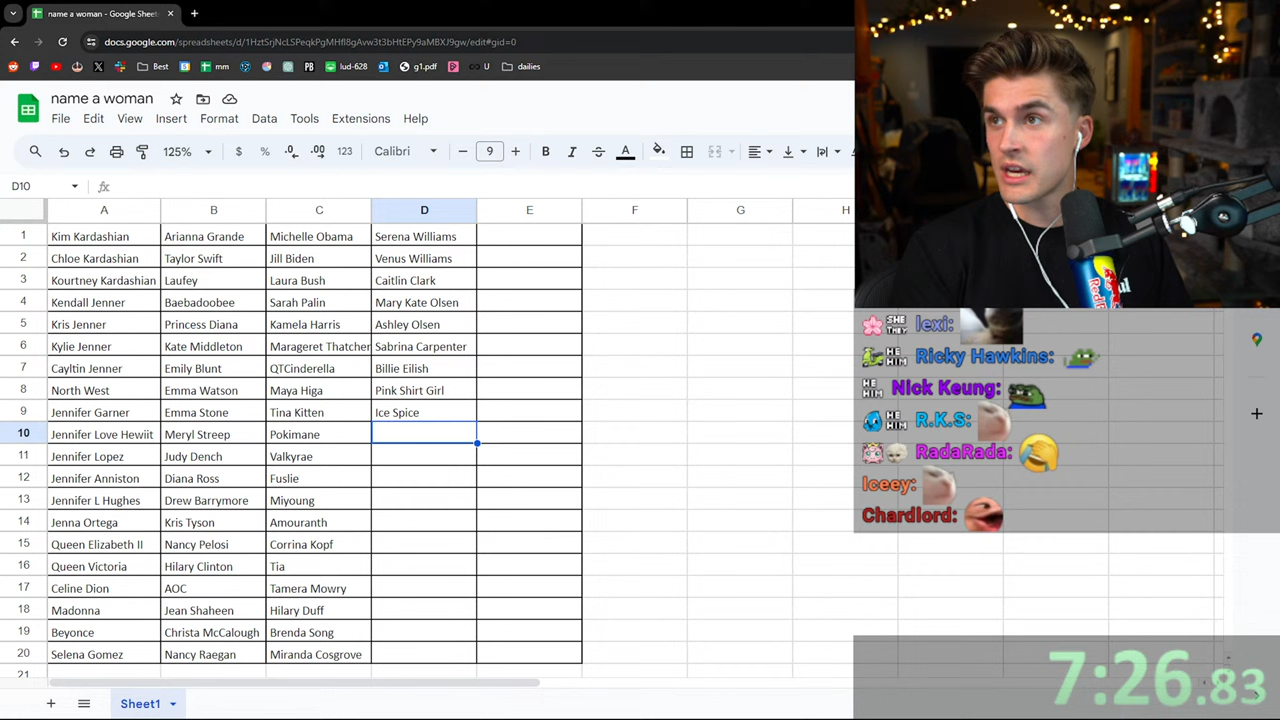 name a woman - Google Sheets
docs.google.com/spreadsheets/d/1HztSrjNcLSPeqkPgMHfl8gAvw3t3bHtEPy9aMBXJ9gw/edit#gid=0
Best mm PB lud-628 g1.pdf U dailies
name a woman
File Edit View Insert Format Data Tools Extensions Help
125% $ % .0 .00 123 Calibri 9 B I S A
D10 fx
A B C D E F G H
1 Kim Kardashian Arianna Grande Michelle Obama Serena Williams
2 Chloe Kardashian Taylor Swift Jill Biden Venus Williams
3 Kourtney Kardashian Laufey Laura Bush Caitlin Clark
4 Kendall Jenner Baebadoobee Sarah Palin Mary Kate Olsen
5 Kris Jenner Princess Diana Kamela Harris Ashley Olsen
6 Kylie Jenner Kate Middleton Marageret Thatcher Sabrina Carpenter
7 Cayltin Jenner Emily Blunt QTCinderella Billie Eilish
8 North West Emma Watson Maya Higa Pink Shirt Girl
9 Jennifer Garner Emma Stone Tina Kitten Ice Spice
10 Jennifer Love Hewiit Meryl Streep Pokimane
11 Jennifer Lopez Judy Dench Valkyrae
12 Jennifer Anniston Diana Ross Fuslie
13 Jennifer L Hughes Drew Barrymore Miyoung
14 Jenna Ortega Kris Tyson Amouranth
15 Queen Elizabeth II Nancy Pelosi Corrina Kopf
16 Queen Victoria Hilary Clinton Tia
17 Celine Dion AOC Tamera Mowry
18 Madonna Jean Shaheen Hilary Duff
19 Beyonce Christa McCalough Brenda Song
20 Selena Gomez Nancy Raegan Miranda Cosgrove
21
Sheet1
SHE THEY lexi:
HE HIM Ricky Hawkins:
HE HIM Nick Keung:
HE HIM R.K.S:
RadaRada:
Iceey:
Chardlord:
7:26.83